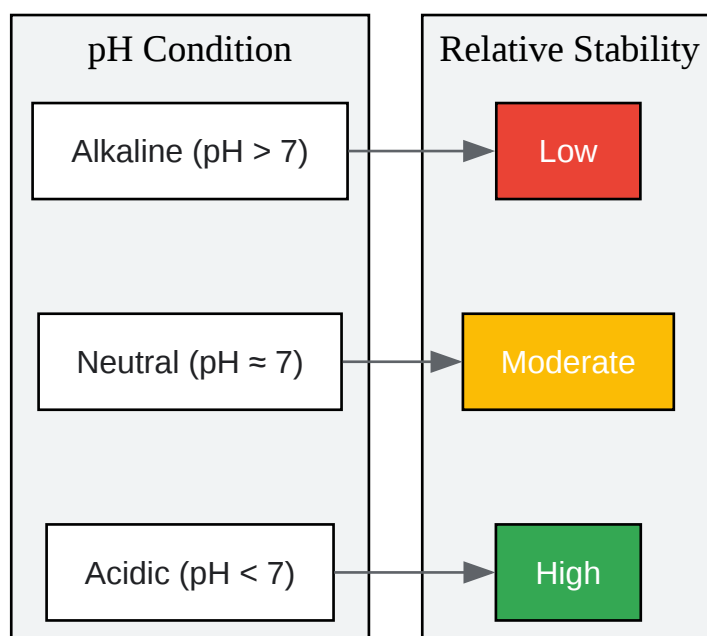 pH Condition
Relative Stability
Alkaline (pH > 7)
Low
Neutral (pH ≈ 7)
Moderate
Acidic (pH < 7)
High